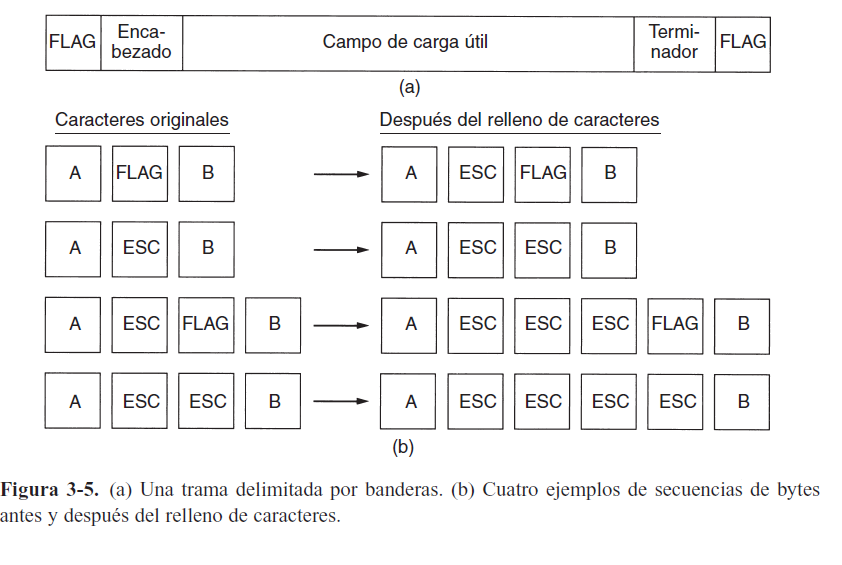 FLAG Enca-bezado Campo de carga útil Termi-nador FLAG
(a)
Caracteres originales Después del relleno de caracteres
A FLAG B A ESC FLAG B
A ESC B A ESC ESC B
A ESC FLAG B A ESC ESC ESC FLAG B
A ESC ESC B A ESC ESC ESC ESC B
(b)
Figura 3-5. (a) Una trama delimitada por banderas. (b) Cuatro ejemplos de secuencias de bytes
antes y después del relleno de caracteres.